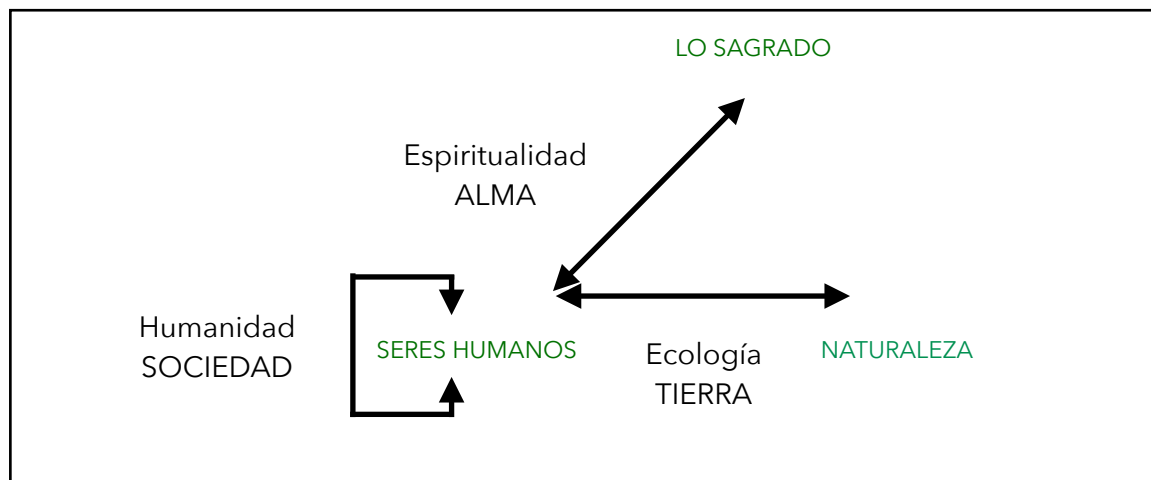 LO SAGRADO
Espiritualidad
ALMA
Humanidad
SOCIEDAD
SERES HUMANOS
Ecología
TIERRA
NATURALEZA